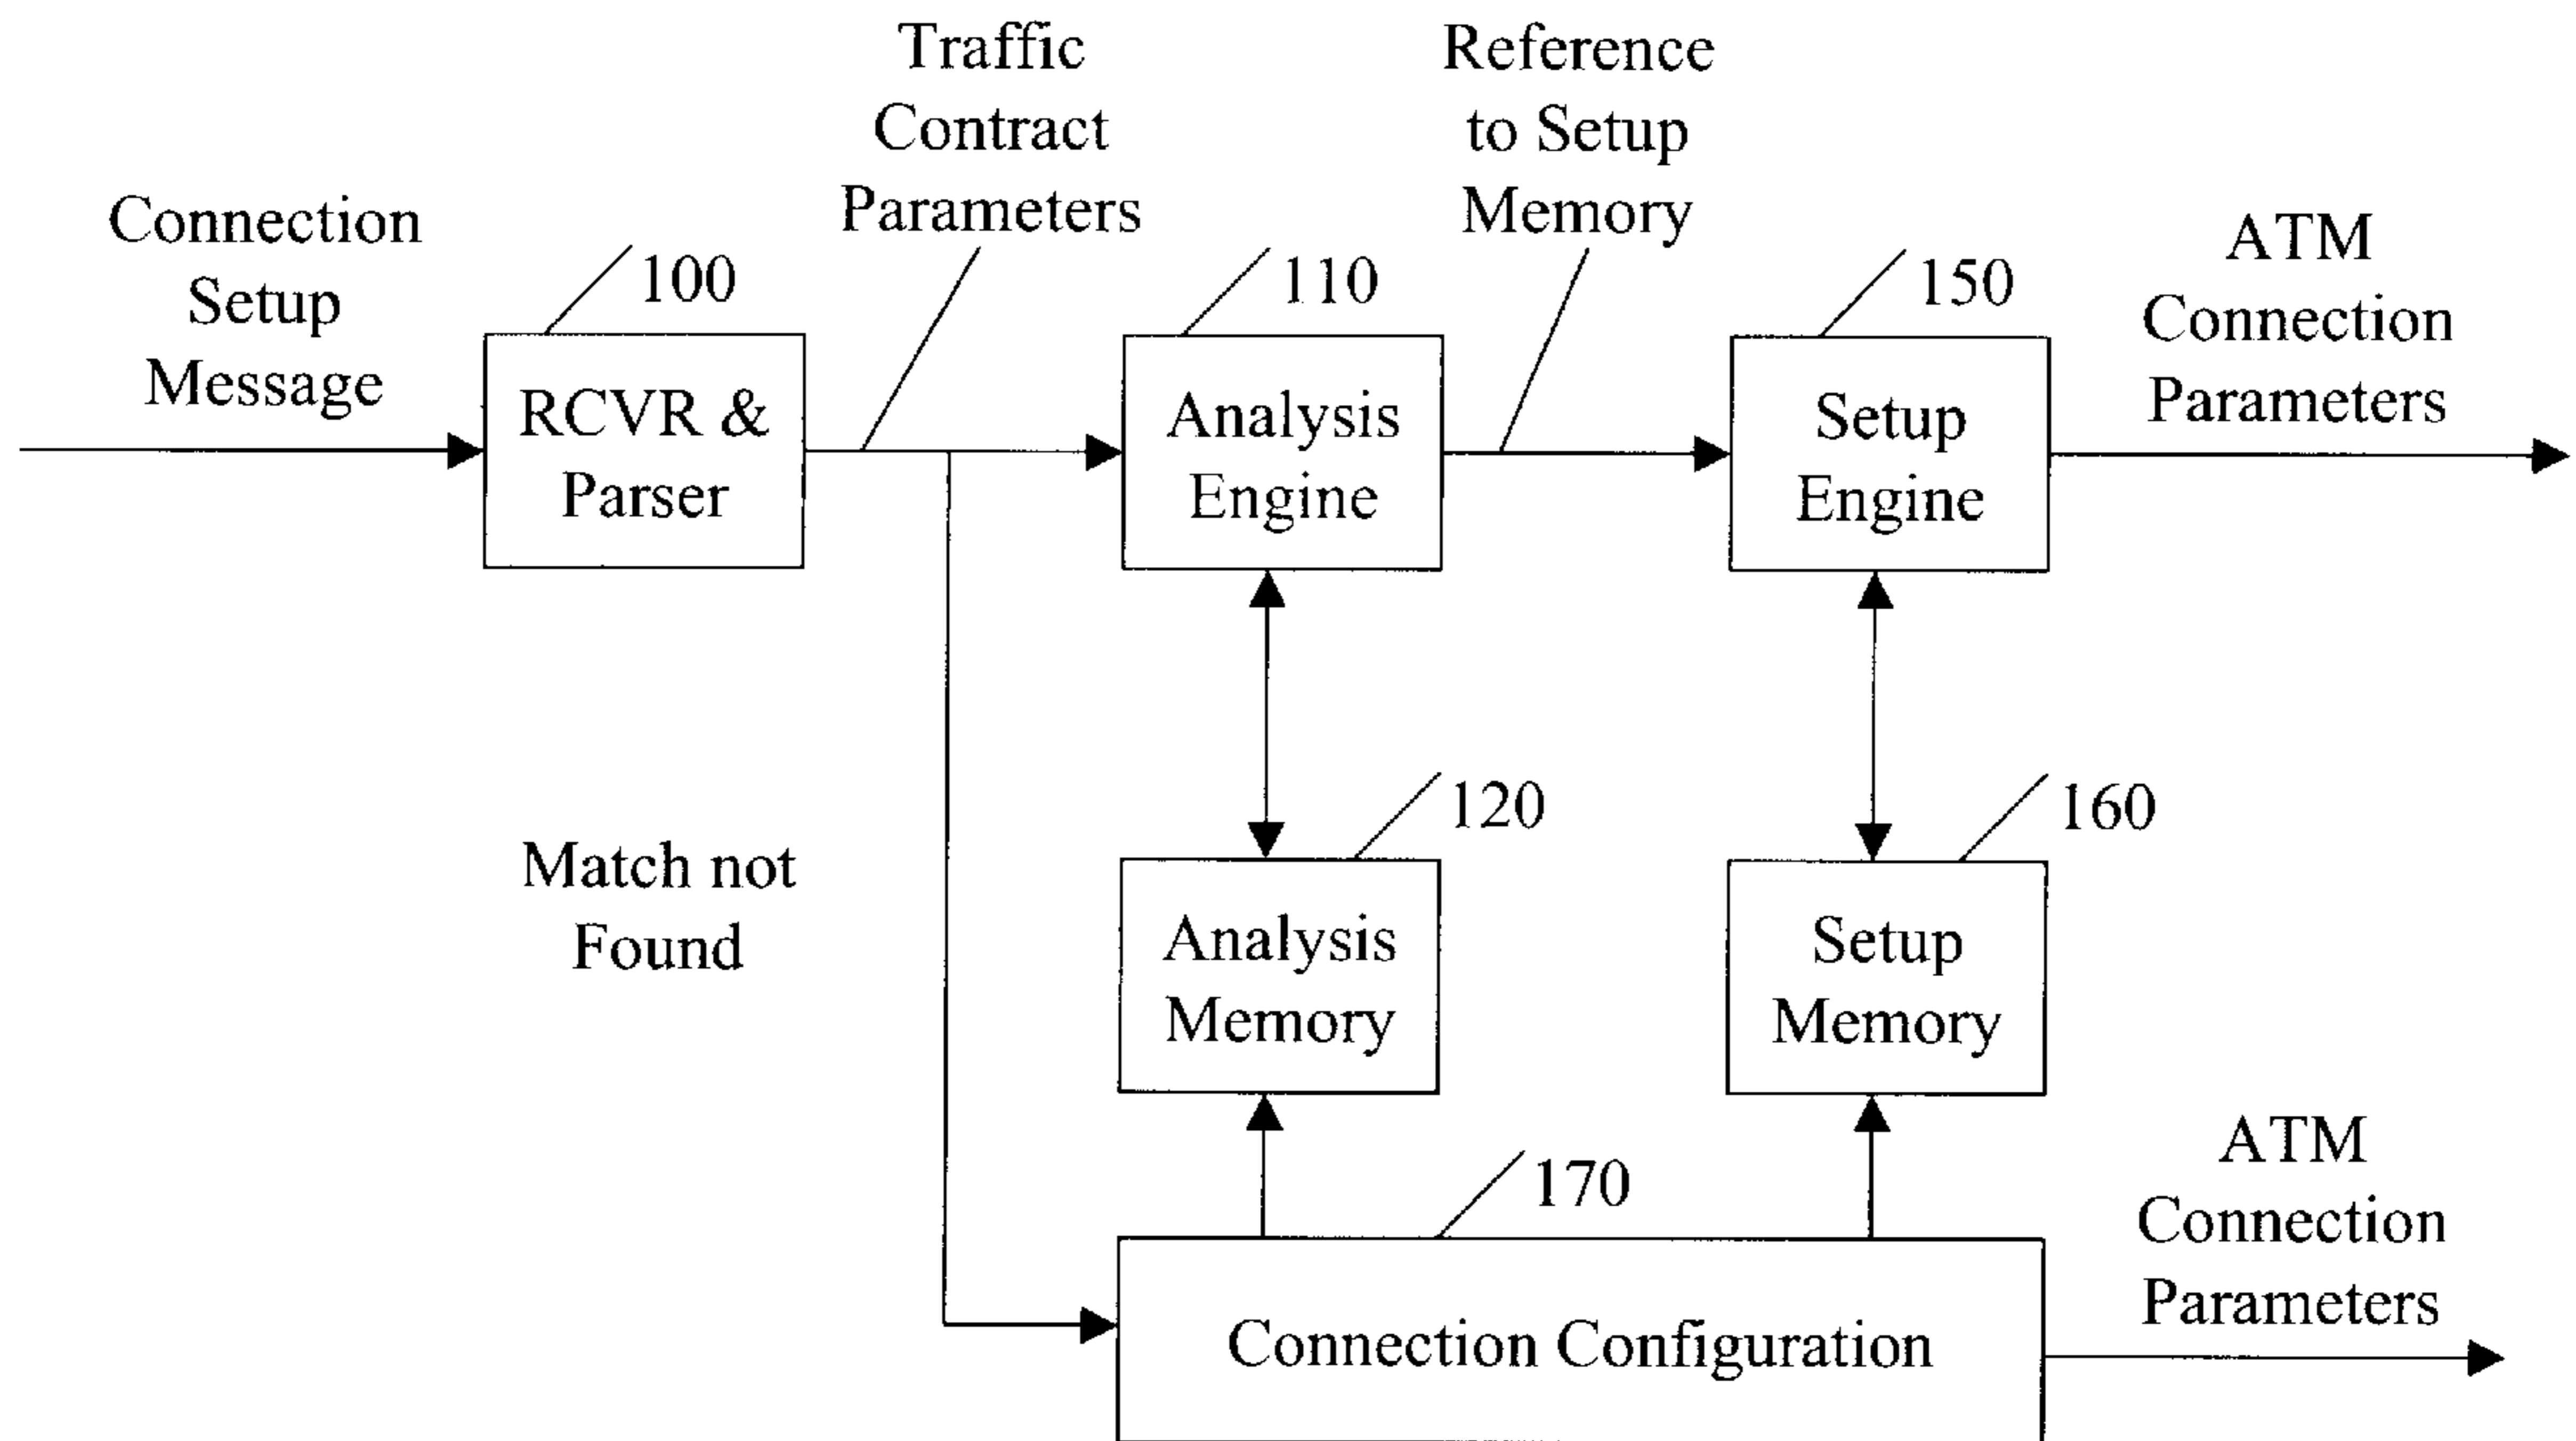 Traffic
Contract
Parameters
Reference
to Setup
Memory
Connection
Setup
Message
ATM
Connection
Parameters
100
110
150
RCVR &
Parser
Analysis
Engine
Setup
Engine
Match not
Found
120
160
Analysis
Memory
Setup
Memory
170
ATM
Connection
Parameters
Connection Configuration